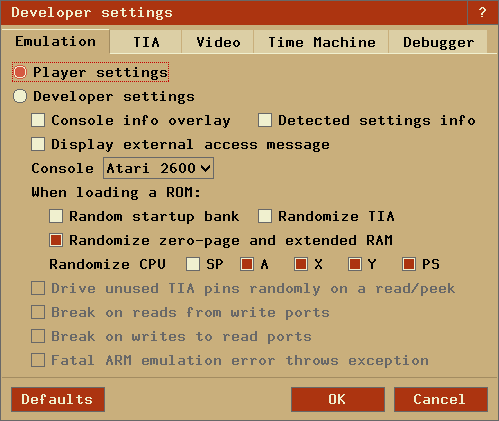 Developer settings ?
Emulation TIA Video Time Machine Debugger
Player settings
Developer settings
Console info overlay Detected settings info
Display external access message
Console Atari 2600
When loading a ROM:
Random startup bank Randomize TIA
Randomize zero-page and extended RAM
Randomize CPU SP A X Y PS
Drive unused TIA pins randomly on a read/peek
Break on reads from write ports
Break on writes to read ports
Fatal ARM emulation error throws exception
Defaults OK Cancel